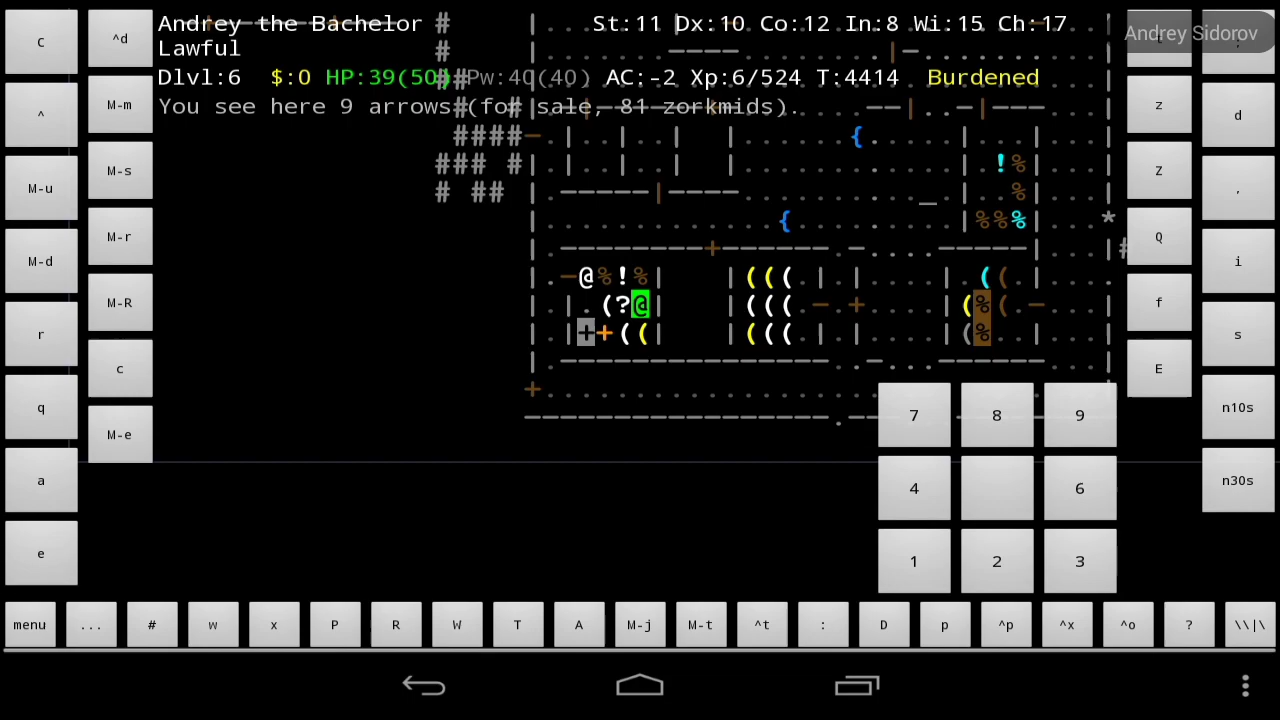 Andrey the Bachelor St:11 Dx:10 Co:12 In:8 Wi:15 Ch:17
Lawful
Dlvl:6 $:0 HP:39(50) Pw:40(40) AC:-2 Xp:6/524 T:4414 Burdened
You see here 9 arrows (for sale, 81 zorkmids).
Andrey Sidorov
C
^
M-u
M-d
r
q
a
e
^d
M-m
M-s
M-r
M-R
c
M-e
z
Z
Q
f
E
d
,
i
s
n10s
n30s
7 8 9
4 6
1 2 3
menu ... # w x P R W T A M-j M-t ^t : D p ^p ^x ^o ? \\|\